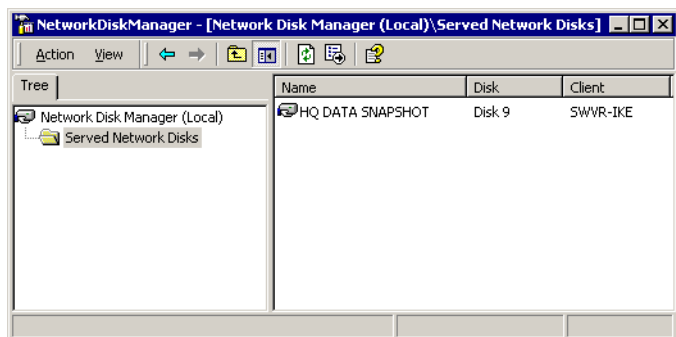 NetworkDiskManager - [Network Disk Manager (Local)\Served Network Disks]
Action View
Tree
Name Disk Client
Network Disk Manager (Local)
Served Network Disks
HQ DATA SNAPSHOT Disk 9 SWVR-IKE